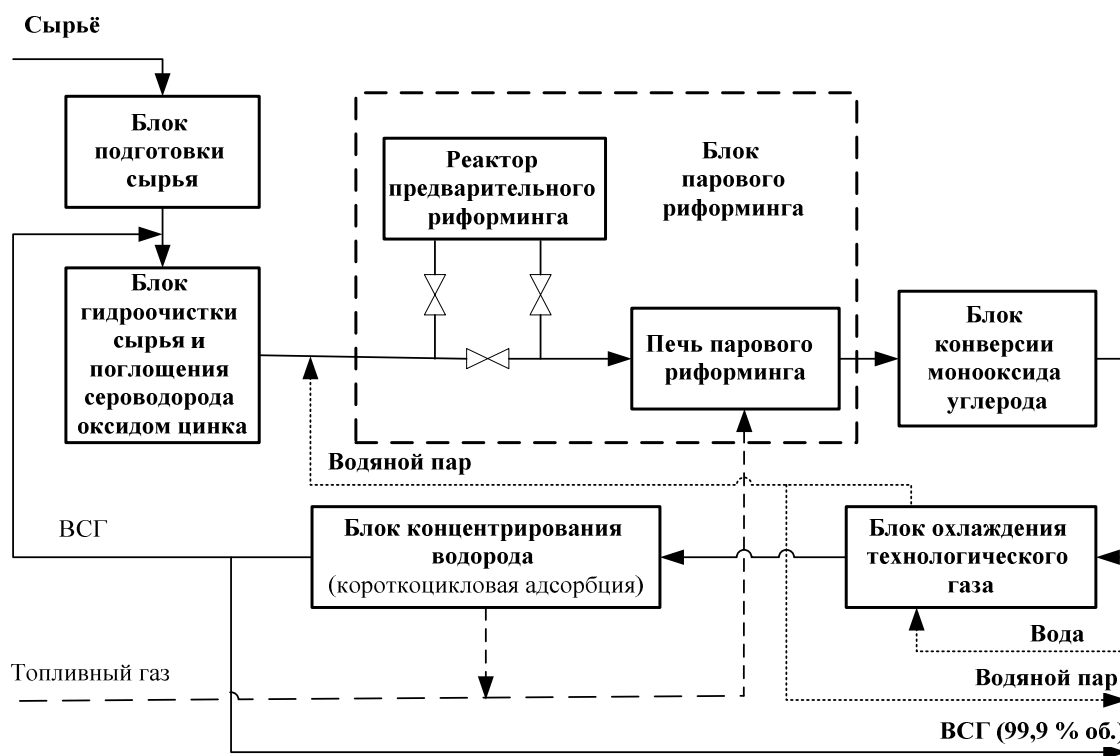 Сырьё
Блок
подготовки
сырья
Реактор
предварительного
риформинга
Блок
парового
риформинга
Блок
гидроочистки
сырья и
поглощения
сероводорода
оксидом цинка
Печь парового
риформинга
Блок
конверсии
монооксида
углерода
Водяной пар
ВСГ
Блок концентрирования
водорода
(короткоцикловая адсорбция)
Блок охлаждения
технологического
газа
Вода
Топливный газ
Водяной пар
ВСГ (99,9 % об.)